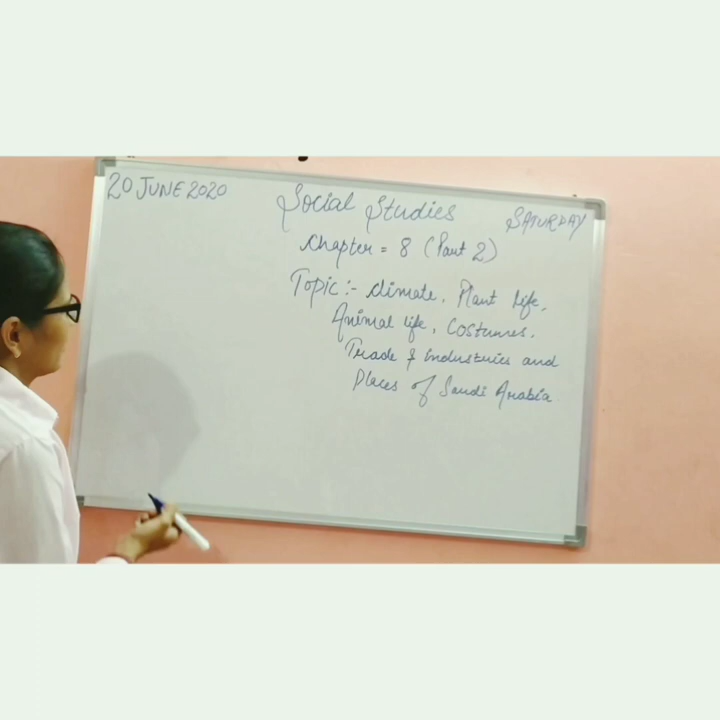 20 JUNE 2020
Social Studies
SATURDAY
Chapter = 8 (Part 2)
Topic :- Climate, Plant Life,
Animal life, Costumes.
Trade & industries and
Places of Saudi Arabia